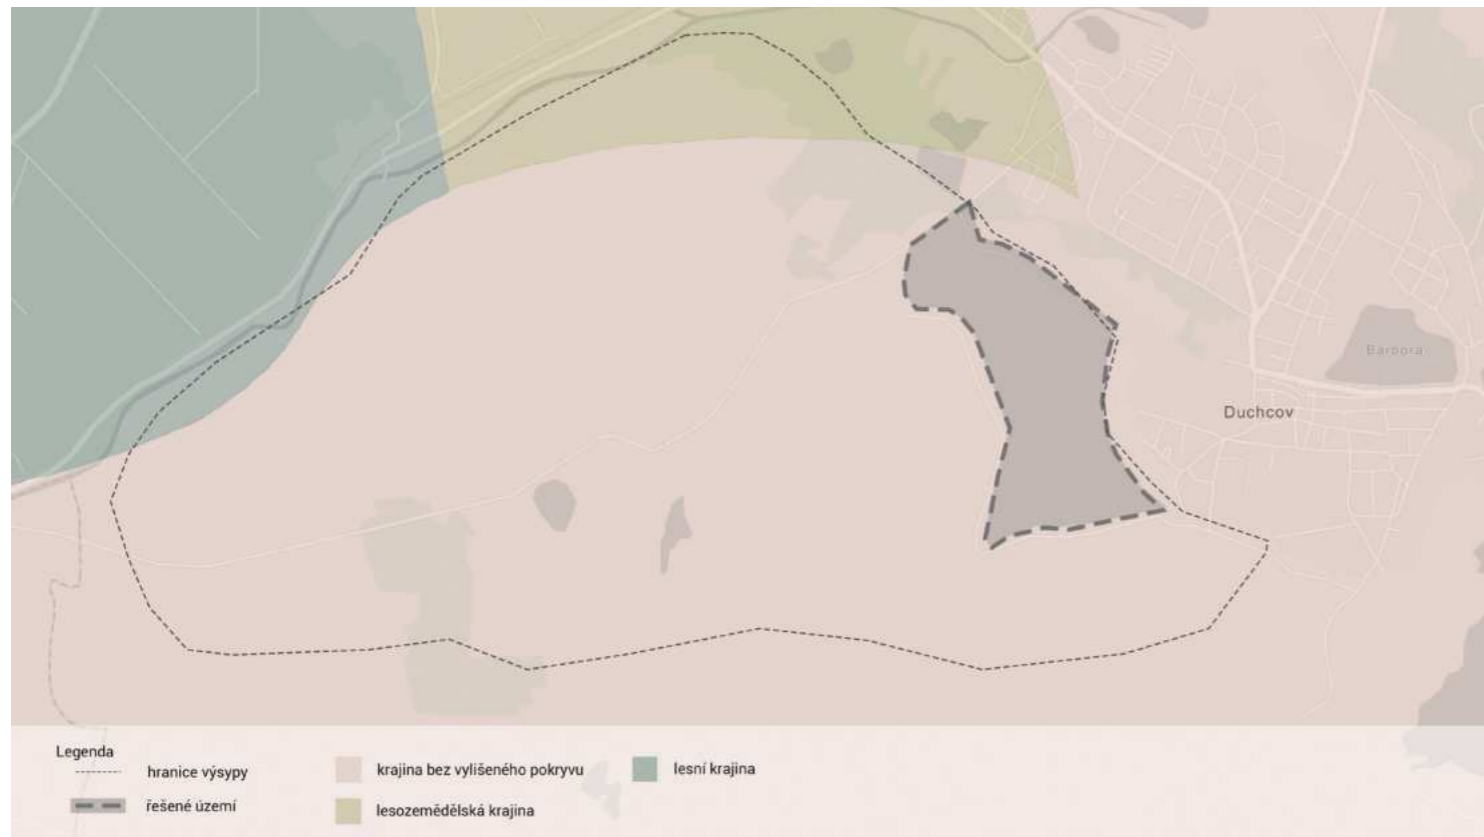 Barbora
Duchcov
Legenda
hranice výsypy
řešené území
krajina bez vylišeného pokryvu
lesozemědělská krajina
lesní krajina